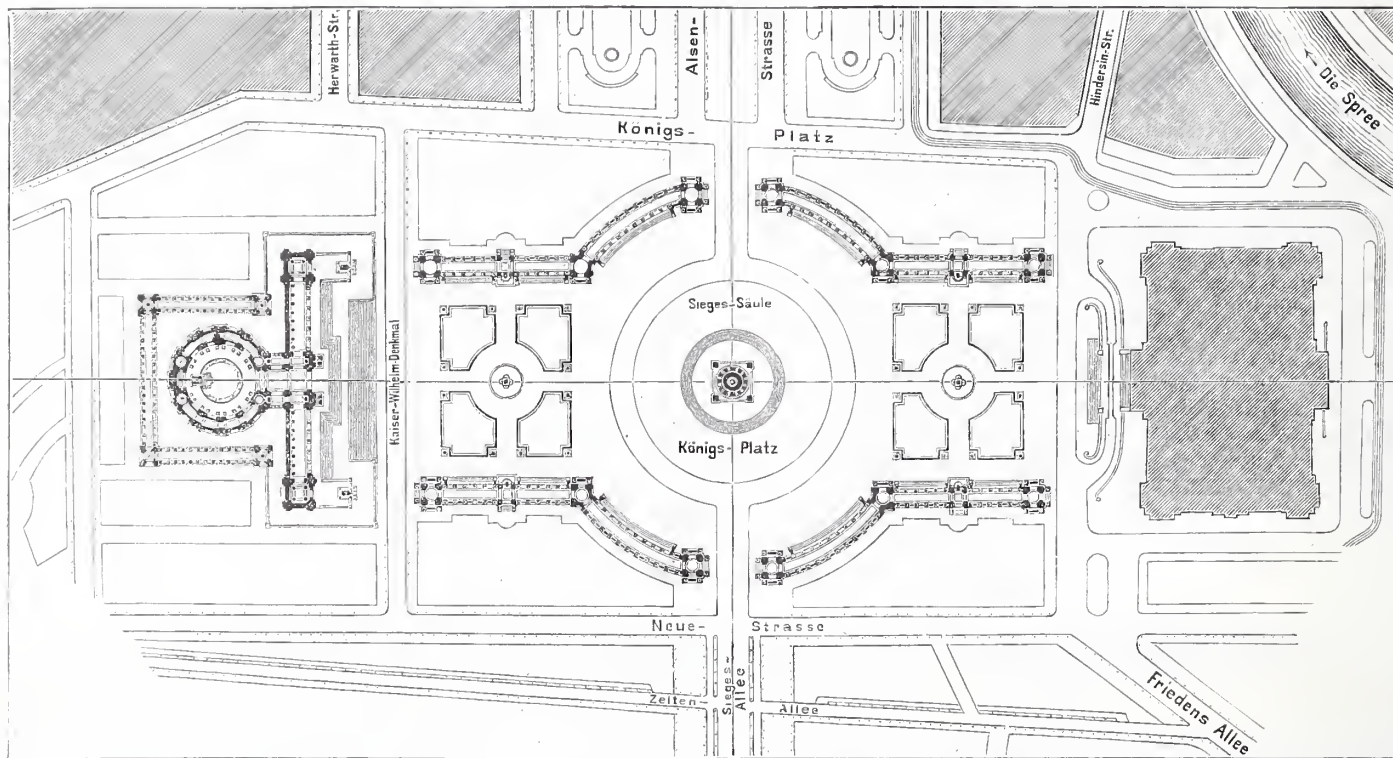 Herwarth-Str.
Alsen-
Strasse
Hindersin-Str.
← Die Spree
Königs-
Platz
Sieges-Säule
Kaiser-Wilhelm-Denkmal
Königs-Platz
Neue-
Strasse
Sieges-
Allee
Zelten-
Allee
Friedens Allee